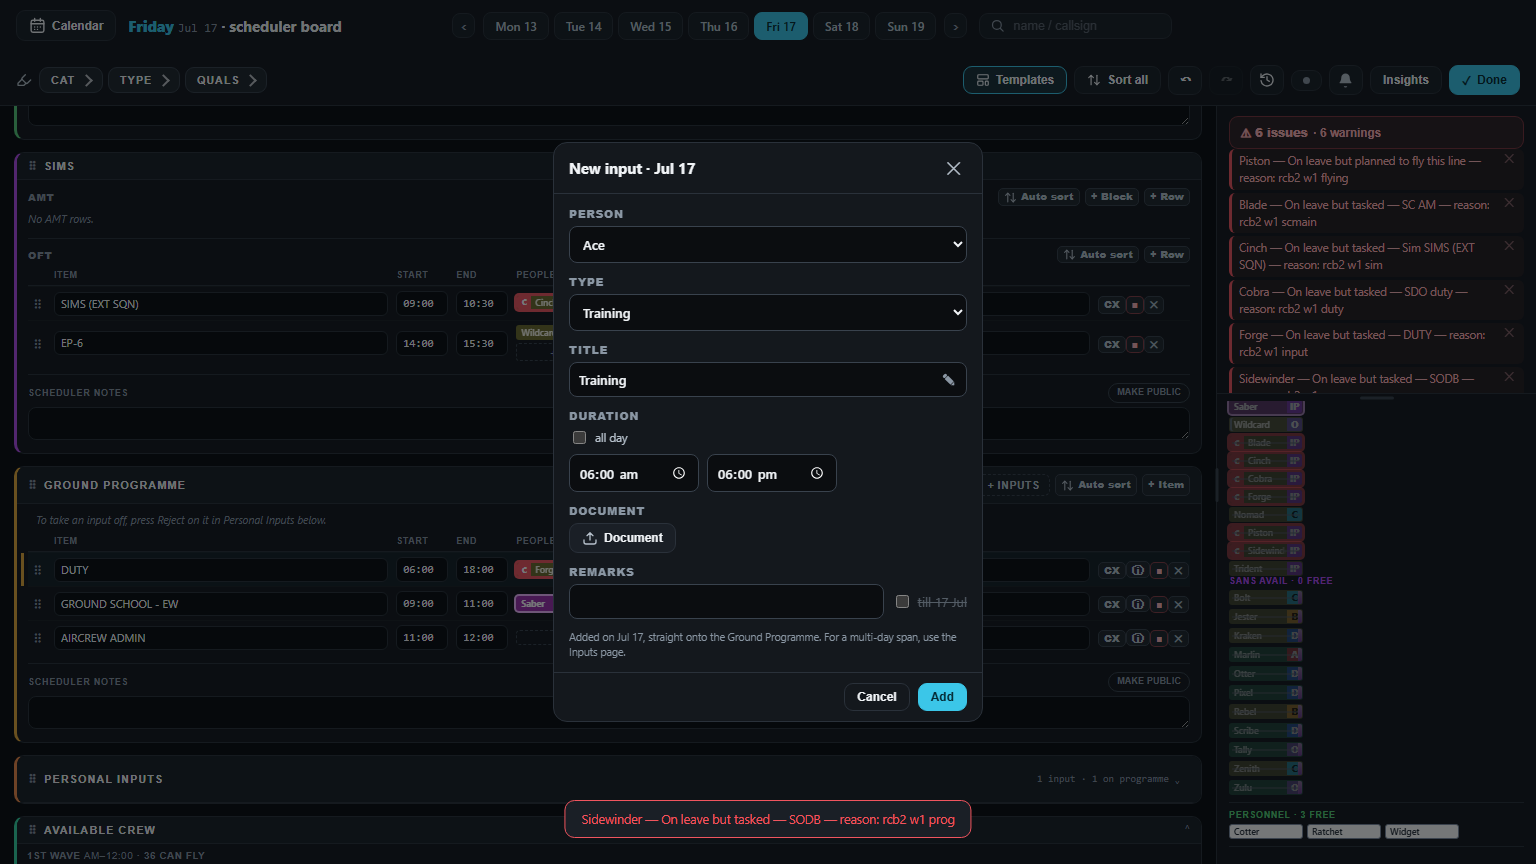 Calendar
Friday Jul 17 · scheduler board
‹
Mon 13
Tue 14
Wed 15
Thu 16
Fri 17
Sat 18
Sun 19
›
name / callsign
CAT
TYPE
QUALS
Templates
Sort all
Insights
✓ Done
SIMS
AMT
Auto sort
+ Block
+ Row
No AMT rows.
OFT
Auto sort
+ Row
ITEM
START
END
PEOPLE
SIMS (EXT SQN)
09:00
10:30
C Cinc
CX
EP-6
14:00
15:30
Wildcar
CX
SCHEDULER NOTES
MAKE PUBLIC
GROUND PROGRAMME
+ INPUTS
Auto sort
+ Item
To take an input off, press Reject on it in Personal Inputs below.
ITEM
START
END
PEOPLE
DUTY
06:00
18:00
C Forg
CX
GROUND SCHOOL - EW
09:00
11:00
Saber
CX
AIRCREW ADMIN
11:00
12:00
CX
SCHEDULER NOTES
MAKE PUBLIC
PERSONAL INPUTS
1 input · 1 on programme
AVAILABLE CREW
1ST WAVE AM–12:00 · 36 CAN FLY
New input · Jul 17
PERSON
Ace
TYPE
Training
TITLE
Training
DURATION
all day
06:00 am
06:00 pm
DOCUMENT
Document
REMARKS
till 17 Jul
Added on Jul 17, straight onto the Ground Programme. For a multi-day span, use the
Inputs page.
Cancel
Add
Sidewinder — On leave but tasked — SODB — reason: rcb2 w1 prog
⚠ 6 issues · 6 warnings
Piston — On leave but planned to fly this line —
reason: rcb2 w1 flying
Blade — On leave but tasked — SC AM — reason:
rcb2 w1 scmain
Cinch — On leave but tasked — Sim SIMS (EXT
SQN) — reason: rcb2 w1 sim
Cobra — On leave but tasked — SDO duty —
reason: rcb2 w1 duty
Forge — On leave but tasked — DUTY — reason:
rcb2 w1 input
Sidewinder — On leave but tasked — SODB —
Saber IP
Wildcard O
C Blade IP
C Cinch IP
C Cobra IP
C Forge IP
Nomad C
C Piston IP
C Sidewind IP
Trident IP
SANS AVAIL · 0 FREE
Bolt C
Jester B
Kraken D
Martin A
Otter D
Pixel D
Rebel B
Scribe D
Tally O
Zenith C
Zulu O
PERSONNEL · 3 FREE
Cotter
Ratchet
Widget